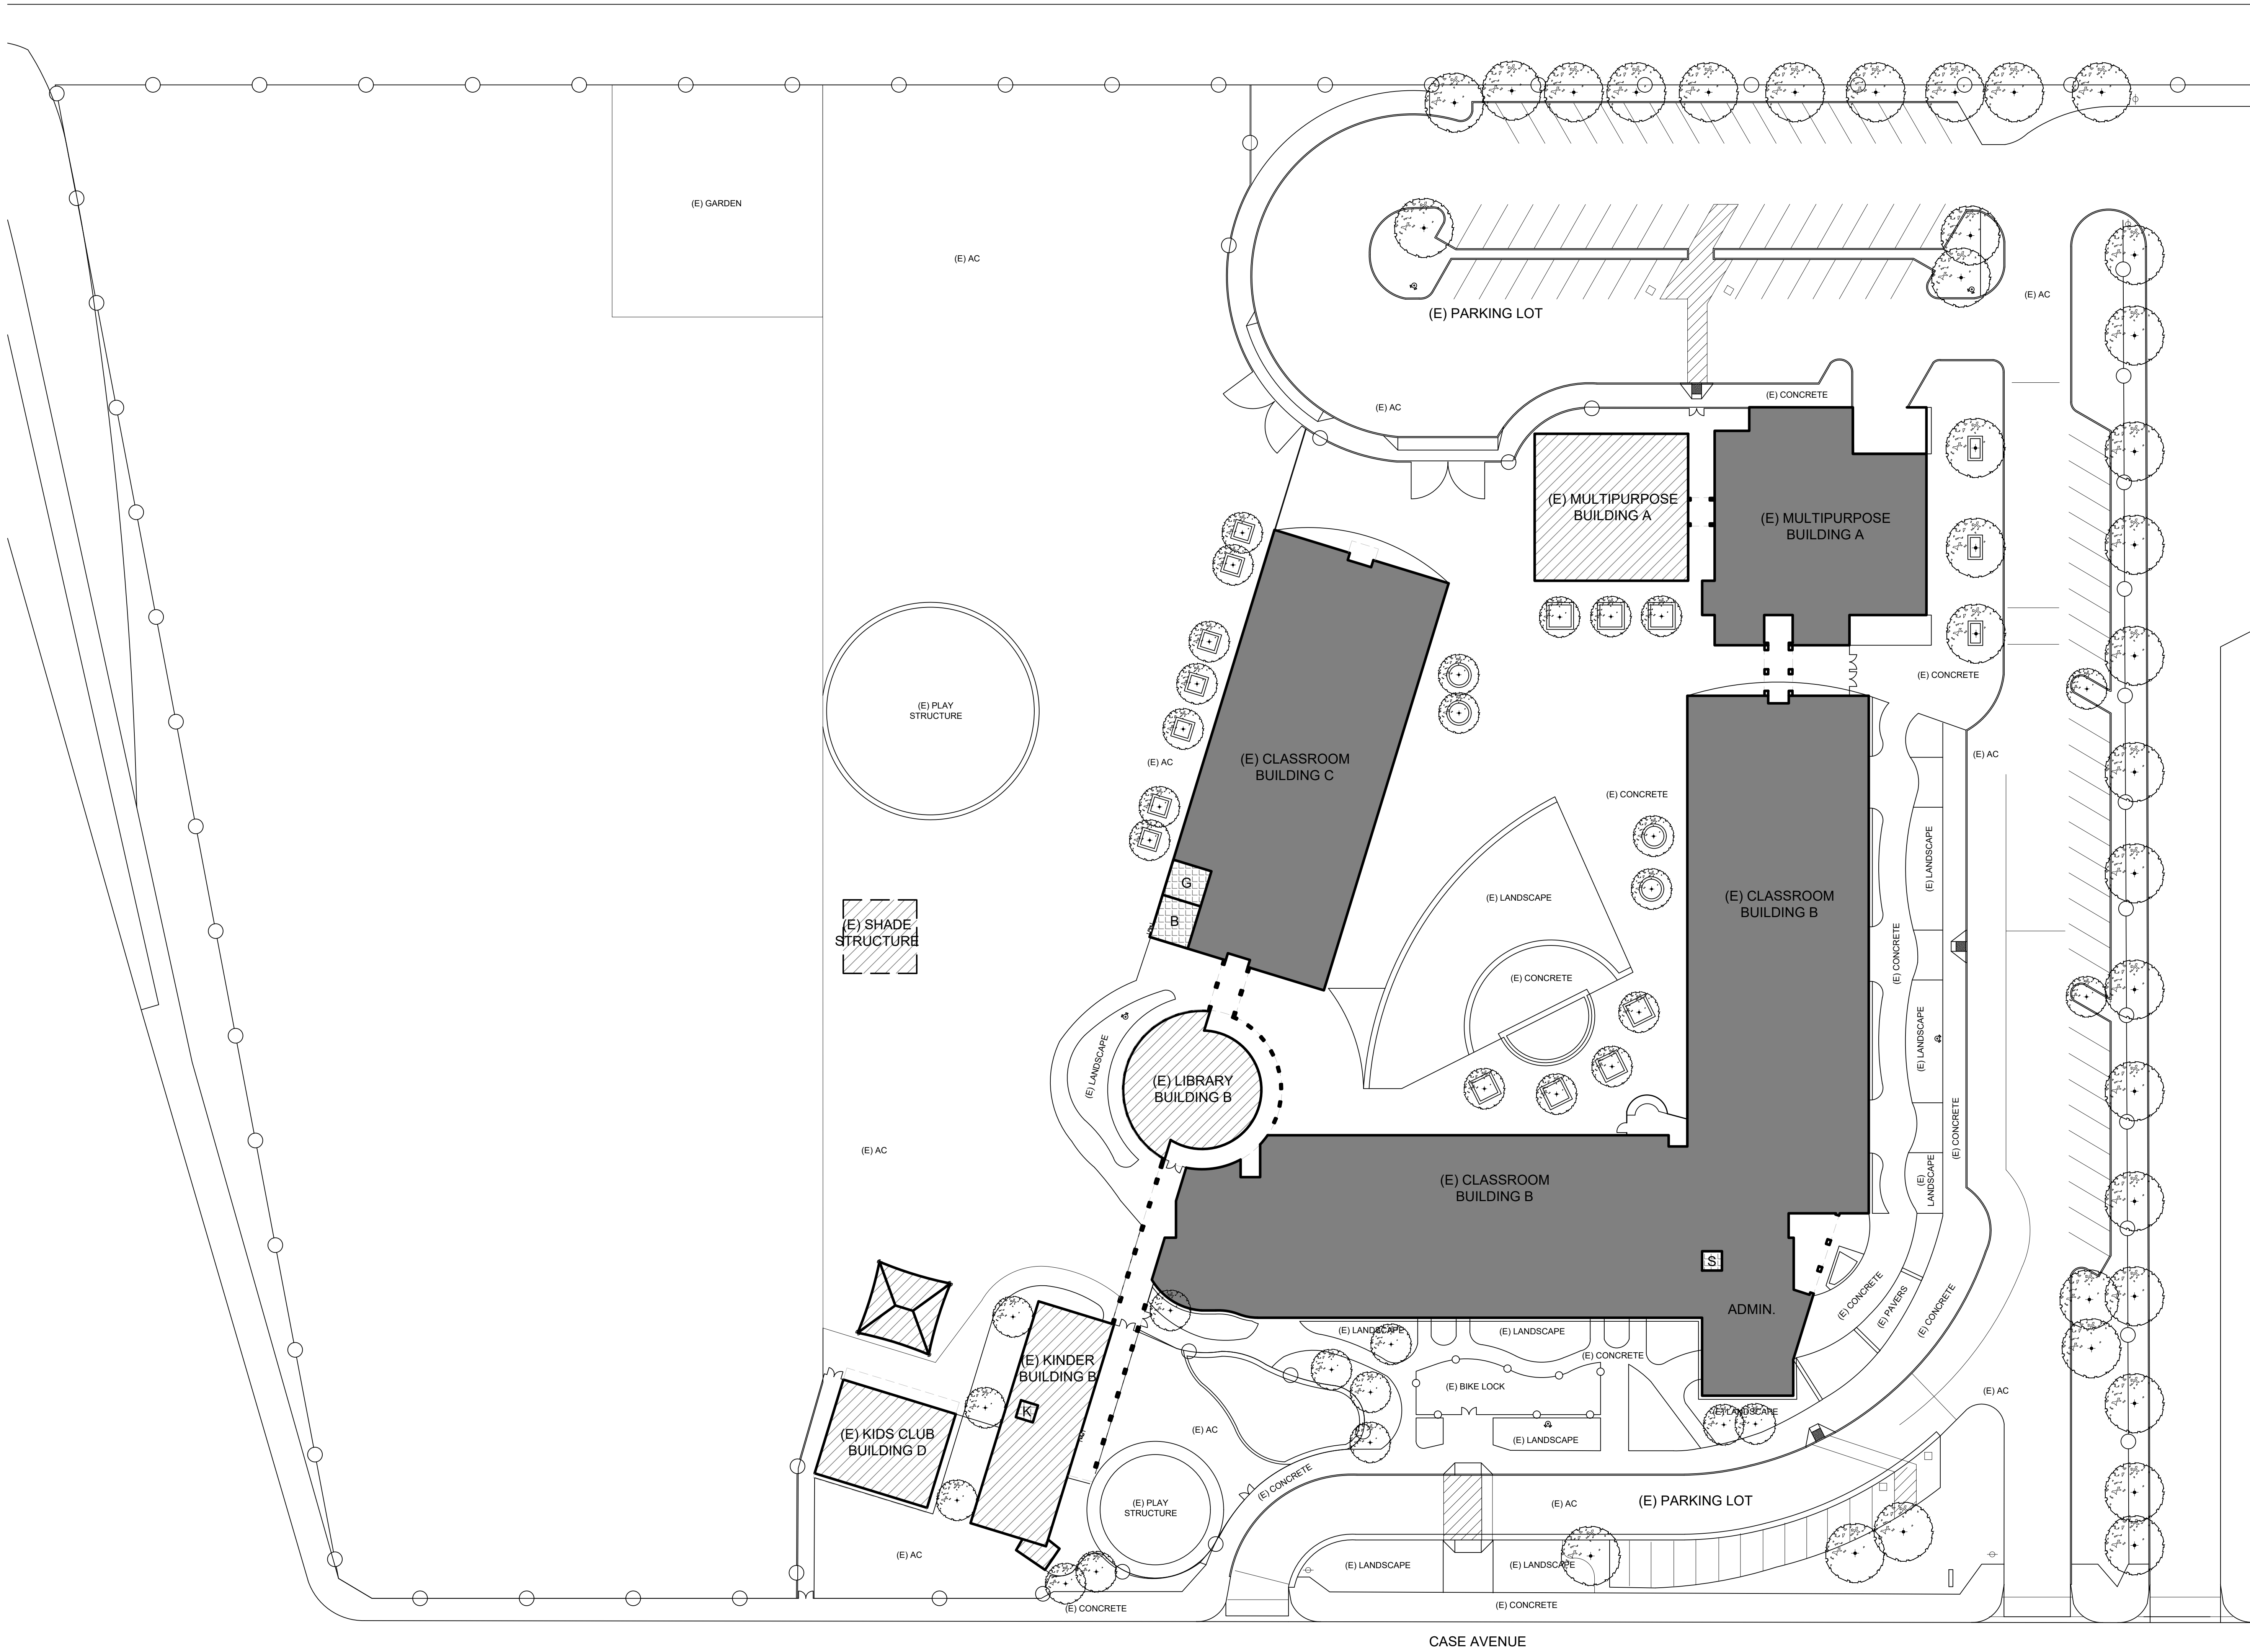 (E) GARDEN
(E) AC
(E) PARKING LOT
(E) AC
(E) AC
(E) CONCRETE
(E) MULTIPURPOSE
BUILDING A
(E) MULTIPURPOSE
BUILDING A
(E) CONCRETE
(E) PLAY
STRUCTURE
(E) AC
(E) CLASSROOM
BUILDING C
(E) AC
(E) CONCRETE
(E) LANDSCAPE
G
B
(E) LANDSCAPE
(E) CLASSROOM
BUILDING B
(E) SHADE
STRUCTURE
(E) CONCRETE
(E) CONCRETE
(E) LANDSCAPE
(E) LANDSCAPE
(E) LIBRARY
BUILDING B
(E) CONCRETE
(E) AC
(E) CLASSROOM
BUILDING B
(E)
LANDSCAPE
S
ADMIN.
(E) CONCRETE
(E) PAVERS
(E) CONCRETE
(E) LANDSCAPE
(E) LANDSCAPE
(E) CONCRETE
(E) KINDER
BUILDING B
K
(E) BIKE LOCK
(E) AC
(E) LANDSCAPE
(E) KIDS CLUB
BUILDING D
(E) AC
(E) LANDSCAPE
(E) CONCRETE
(E) PLAY
STRUCTURE
(E) AC
(E) PARKING LOT
(E) AC
(E) LANDSCAPE
(E) LANDSCAPE
(E) CONCRETE
(E) CONCRETE
CASE AVENUE